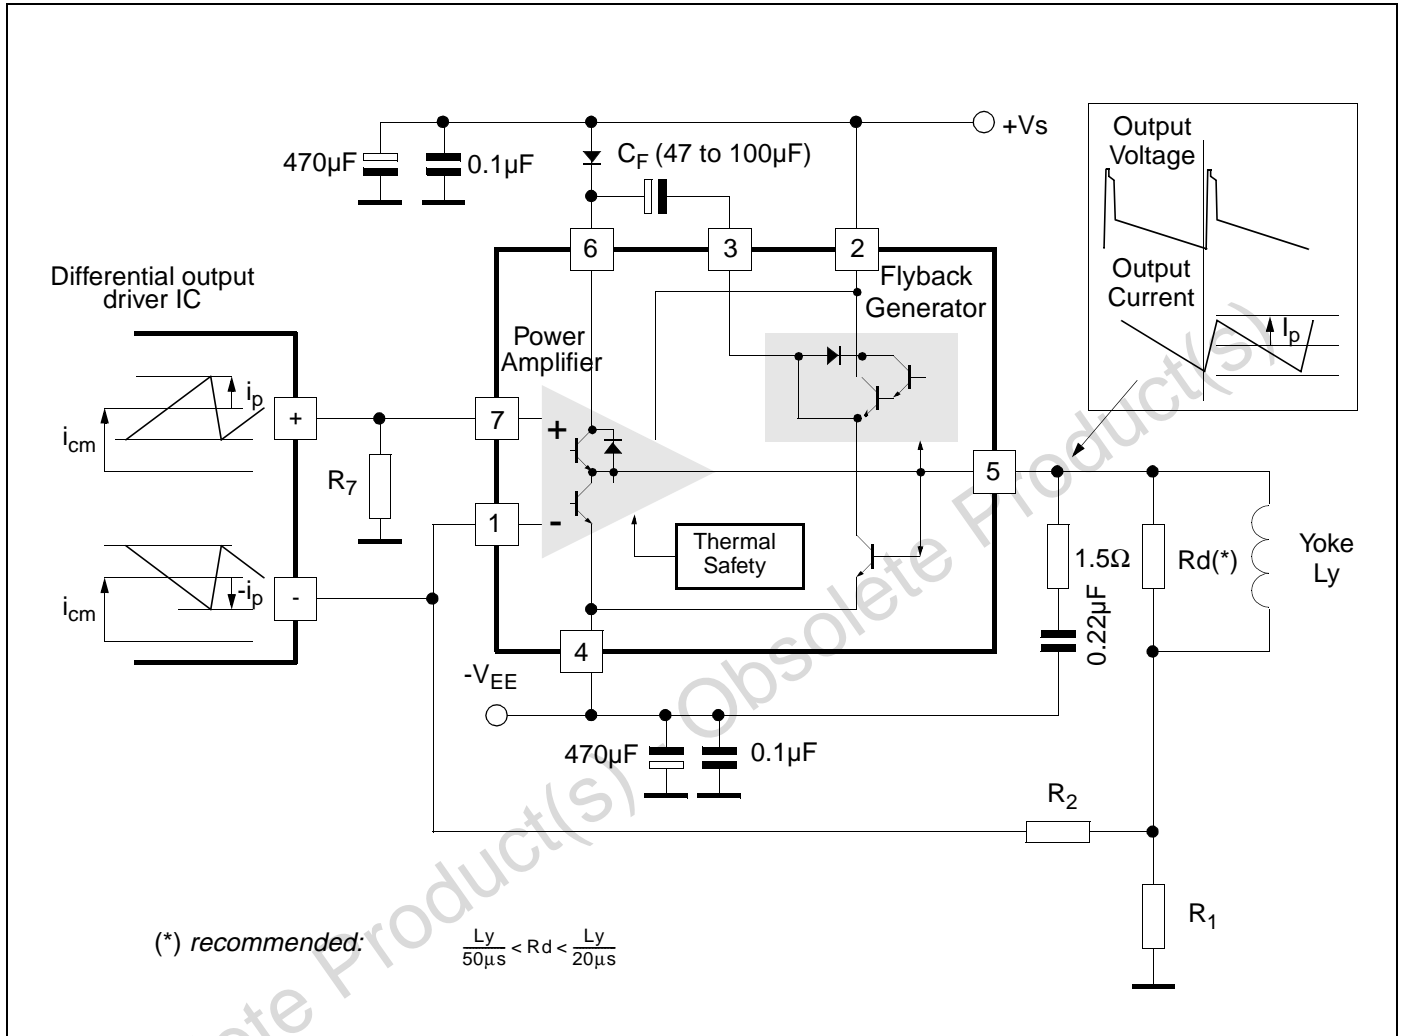 +Vs
470µF
0.1µF
CF (47 to 100µF)
Output
Voltage
6
3
2
Differential output
driver IC
Flyback
Generator
Output
Current
Ip
Power
Amplifier
ip
icm
+
7
+
R7
5
1
-
Thermal
Safety
1.5Ω
Rd(*)
Yoke
Ly
-ip
icm
-
0.22µF
4
-VEE
470µF
0.1µF
R2
R1
(*) recommended:
Ly
50µs
< Rd <
Ly
20µs
Obsolete Product(s) - Obsolete Product(s)